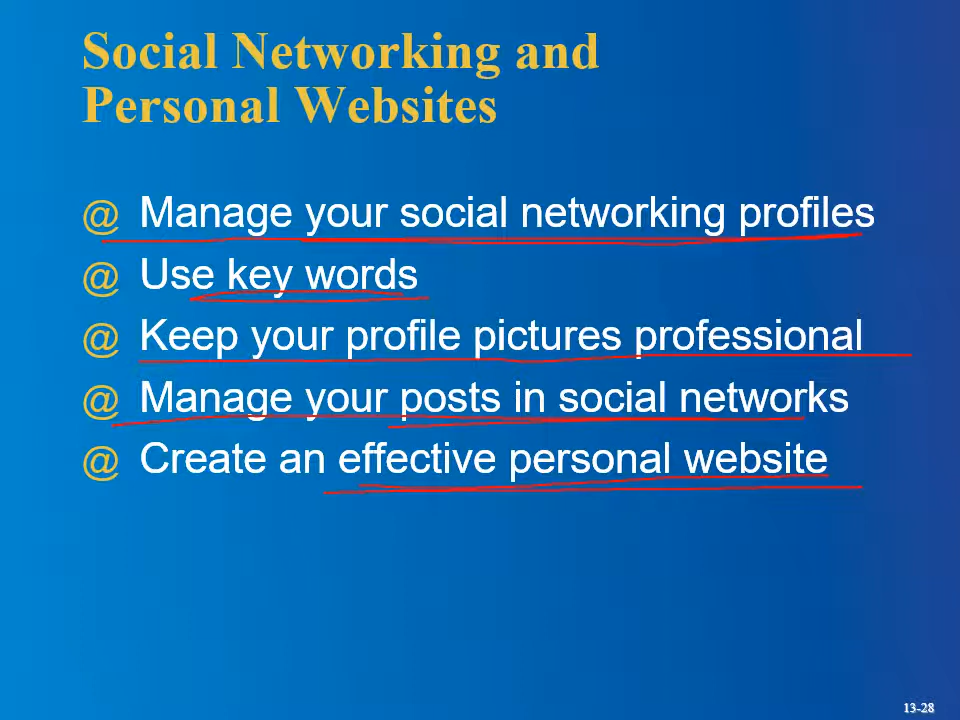 Social Networking and
Personal Websites
@ Manage your social networking profiles
@ Use key words
@ Keep your profile pictures professional
@ Manage your posts in social networks
@ Create an effective personal website
13-28